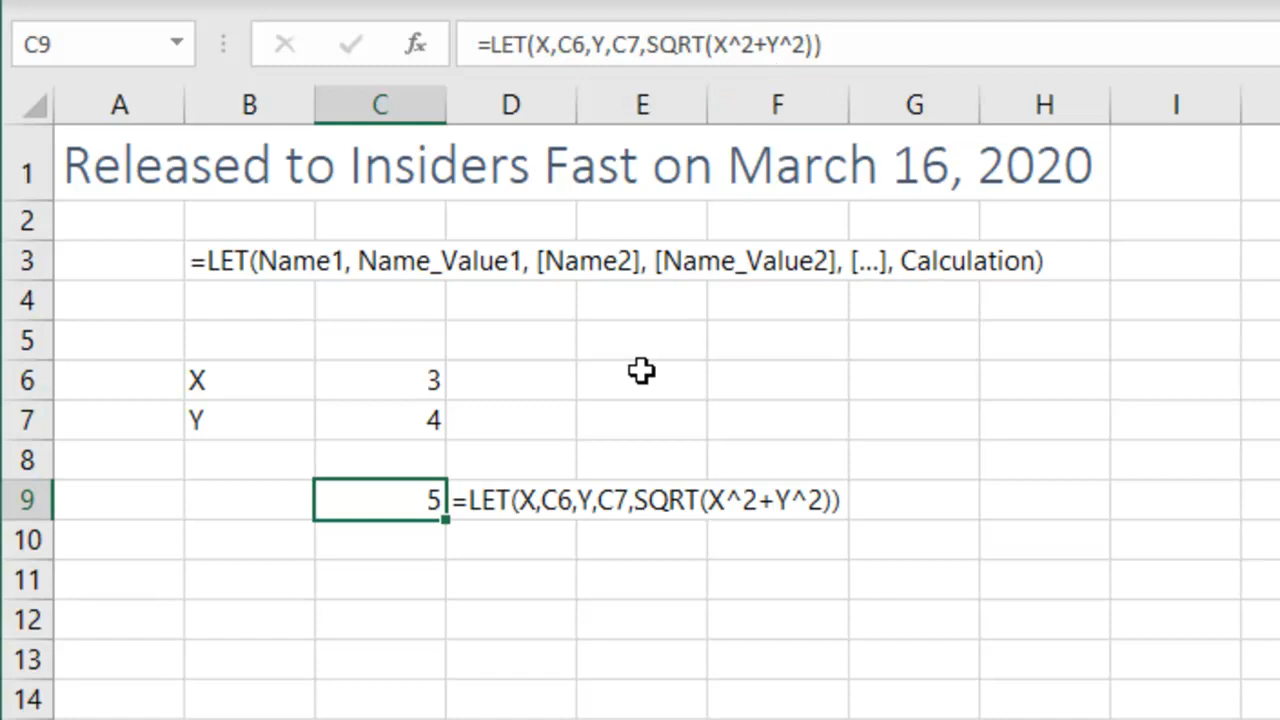 C9 fx =LET(X,C6,Y,C7,SQRT(X^2+Y^2))
A B C D E F G H I
1 Released to Insiders Fast on March 16, 2020
2
3 =LET(Name1, Name_Value1, [Name2], [Name_Value2], [...], Calculation)
4
5
6 X 3
7 Y 4
8
9 5 =LET(X,C6,Y,C7,SQRT(X^2+Y^2))
10
11
12
13
14